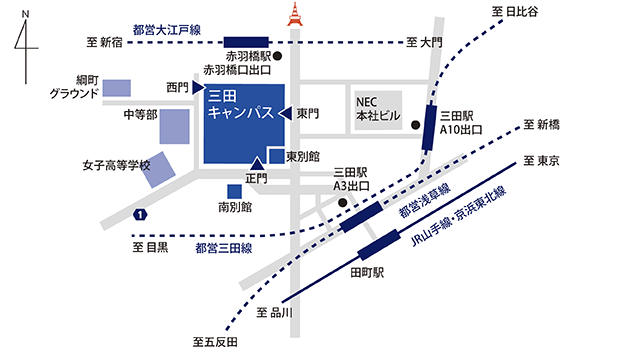 N
都営大江戸線
至 新宿
至 大門
至 日比谷
赤羽橋駅
赤羽橋口出口
綱町
グラウンド
西門
三田
キャンパス
東門
NEC
本社ビル
三田駅
A10出口
中等部
至 新橋
東別館
女子高等学校
正門
三田駅
A3出口
至 東京
南別館
1
都営浅草線
JR山手線・京浜東北線
至 目黒
都営三田線
田町駅
至 品川
至五反田